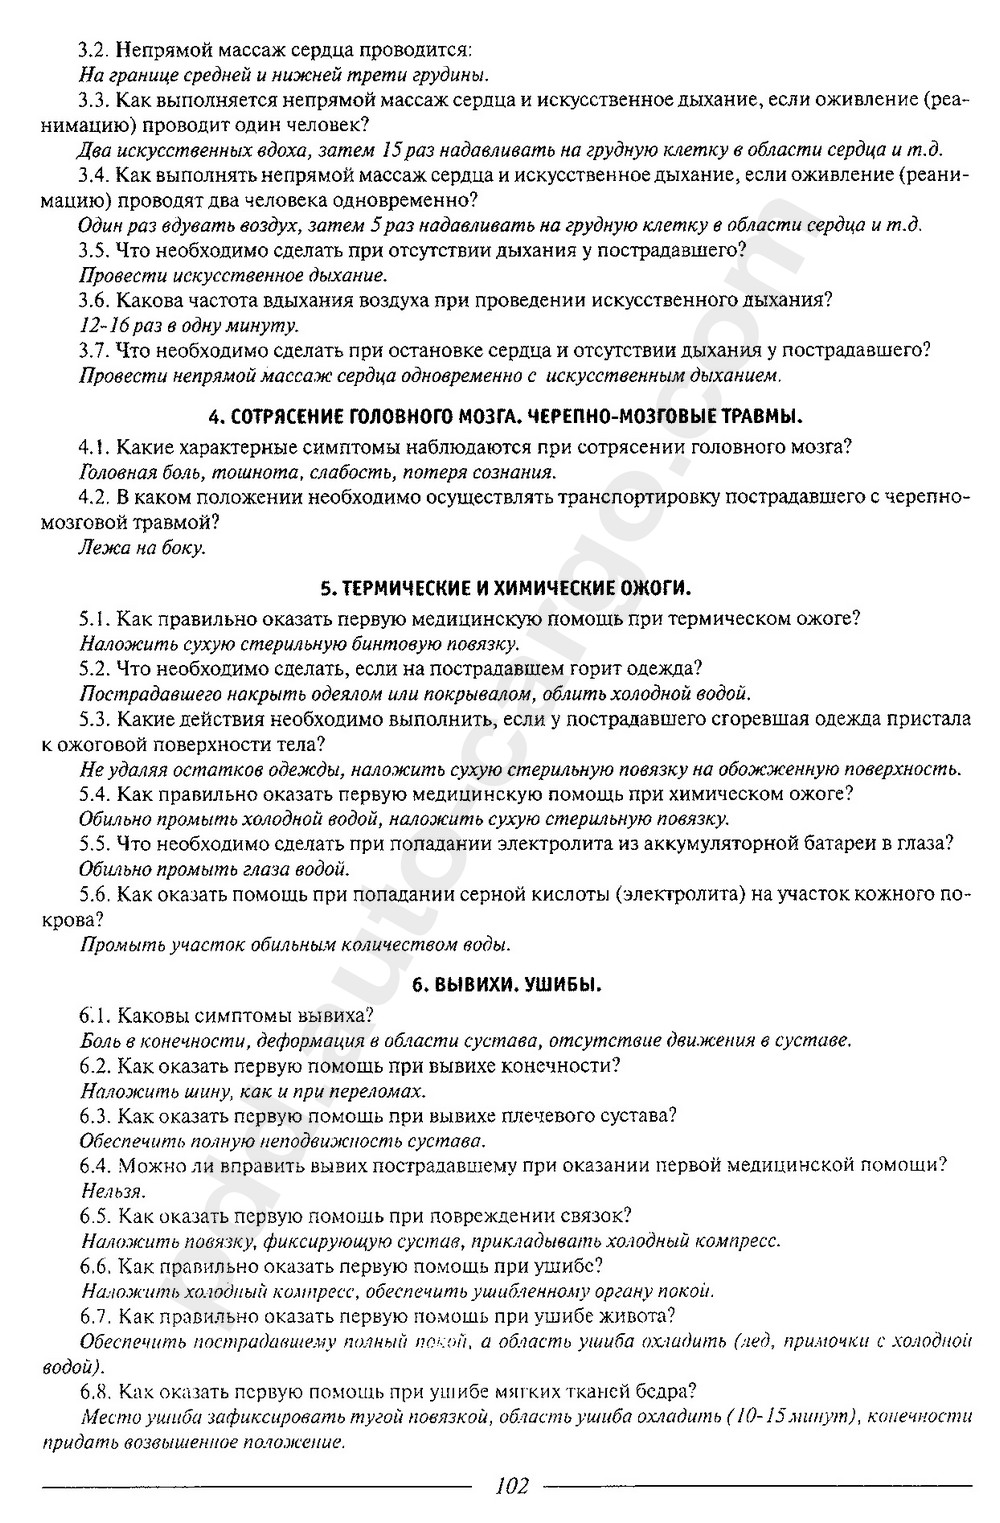 3.2. Непрямой массаж сердца проводится:
На границе средней и нижней трети грудины.
3.3. Как выполняется непрямой массаж сердца и искусственное дыхание, если оживление (реа-
нимацию) проводит один человек?
Два искусственных вдоха, затем 15 раз надавливать на грудную клетку в области сердца и т.д.
3.4. Как выполнять непрямой массаж сердца и искусственное дыхание, если оживление (реани-
мацию) проводят два человека одновременно?
Один раз вдувать воздух, затем 5 раз надавливать на грудную клетку в области сердца и т.д.
3.5. Что необходимо сделать при отсутствии дыхания у пострадавшего?
Провести искусственное дыхание.
3.6. Какова частота вдыхания воздуха при проведении искусственного дыхания?
12-16 раз в одну минуту.
3.7. Что необходимо сделать при остановке сердца и отсутствии дыхания у пострадавшего?
Провести непрямой массаж сердца одновременно с искусственным дыханием.
4. СОТРЯСЕНИЕ ГОЛОВНОГО МОЗГА. ЧЕРЕПНО-МОЗГОВЫЕ ТРАВМЫ.
4.1. Какие характерные симптомы наблюдаются при сотрясении головного мозга?
Головная боль, тошнота, слабость, потеря сознания.
4.2. В каком положении необходимо осуществлять транспортировку пострадавшего с черепно-
мозговой травмой?
Лежа на боку.
5. ТЕРМИЧЕСКИЕ И ХИМИЧЕСКИЕ ОЖОГИ.
5.1. Как правильно оказать первую медицинскую помощь при термическом ожоге?
Наложить сухую стерильную бинтовую повязку.
5.2. Что необходимо сделать, если на пострадавшем горит одежда?
Пострадавшего накрыть одеялом или покрывалом, облить холодной водой.
5.3. Какие действия необходимо выполнить, если у пострадавшего сгоревшая одежда пристала
к ожоговой поверхности тела?
Не удаляя остатков одежды, наложить сухую стерильную повязку на обожженную поверхность.
5.4. Как правильно оказать первую медицинскую помощь при химическом ожоге?
Обильно промыть холодной водой, наложить сухую стерильную повязку.
5.5. Что необходимо сделать при попадании электролита из аккумуляторной батареи в глаза?
Обильно промыть глаза водой.
5.6. Как оказать помощь при попадании серной кислоты (электролита) на участок кожного по-
крова?
Промыть участок обильным количеством воды.
6. ВЫВИХИ. УШИБЫ.
6.1. Каковы симптомы вывиха?
Боль в конечности, деформация в области сустава, отсутствие движения в суставе.
6.2. Как оказать первую помощь при вывихе конечности?
Наложить шину, как и при переломах.
6.3. Как оказать первую помощь при вывихе плечевого сустава?
Обеспечить полную неподвижность сустава.
6.4. Можно ли вправить вывих пострадавшему при оказании первой медицинской помощи?
Нельзя.
6.5. Как оказать первую помощь при повреждении связок?
Наложить повязку, фиксирующую сустав, прикладывать холодный компресс.
6.6. Как правильно оказать первую помощь при ушибе?
Наложить холодный компресс, обеспечить ушибленному органу покой.
6.7. Как правильно оказать первую помощь при ушибе живота?
Обеспечить пострадавшему полный покой, а область ушиба охладить (лед, примочки с холодной
водой).
6.8. Как оказать первую помощь при ушибе мягких тканей бедра?
Место ушиба зафиксировать тугой повязкой, область ушиба охладить (10-15 минут), конечности
придать возвышенное положение.
102
pdd.auto-cargo.com